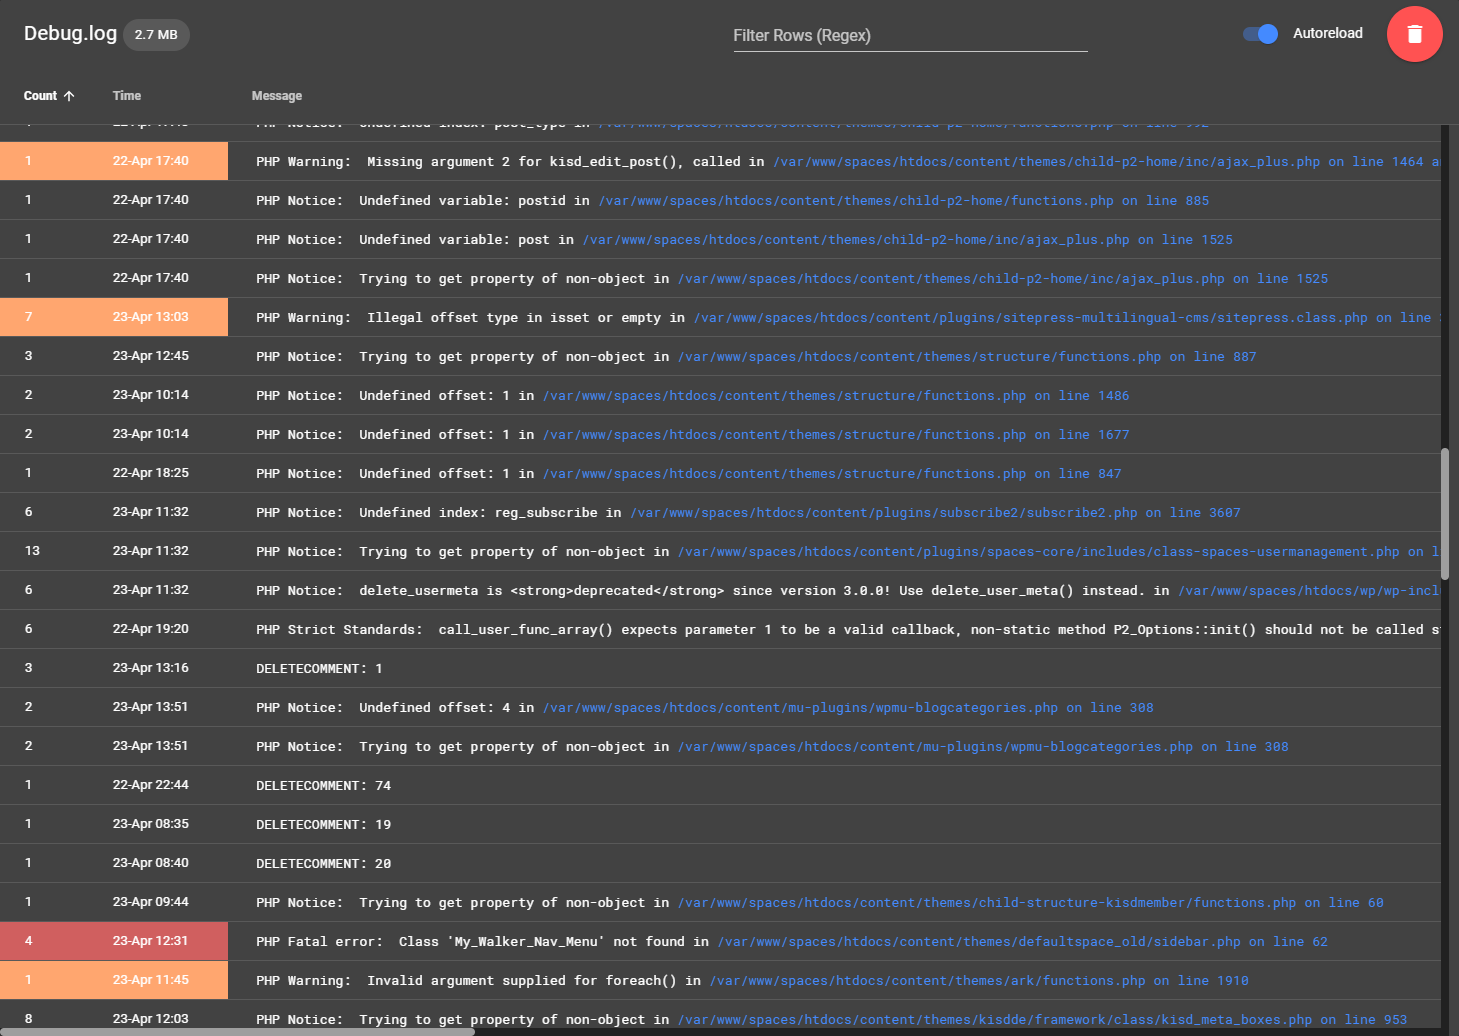 Debug.log 2.7 MB Filter Rows (Regex) Autoreload
Count Time Message
1 22-Apr 17:40 PHP Warning:  Missing argument 2 for kisd_edit_post(), called in /var/www/spaces/htdocs/content/themes/child-p2-home/inc/ajax_plus.php on line 1464 a
1 22-Apr 17:40 PHP Notice:  Undefined variable: postid in /var/www/spaces/htdocs/content/themes/child-p2-home/functions.php on line 885
1 22-Apr 17:40 PHP Notice:  Undefined variable: post in /var/www/spaces/htdocs/content/themes/child-p2-home/inc/ajax_plus.php on line 1525
1 22-Apr 17:40 PHP Notice:  Trying to get property of non-object in /var/www/spaces/htdocs/content/themes/child-p2-home/inc/ajax_plus.php on line 1525
7 23-Apr 13:03 PHP Warning:  Illegal offset type in isset or empty in /var/www/spaces/htdocs/content/plugins/sitepress-multilingual-cms/sitepress.class.php on line
3 23-Apr 12:45 PHP Notice:  Trying to get property of non-object in /var/www/spaces/htdocs/content/themes/structure/functions.php on line 887
2 23-Apr 10:14 PHP Notice:  Undefined offset: 1 in /var/www/spaces/htdocs/content/themes/structure/functions.php on line 1486
2 23-Apr 10:14 PHP Notice:  Undefined offset: 1 in /var/www/spaces/htdocs/content/themes/structure/functions.php on line 1677
1 22-Apr 18:25 PHP Notice:  Undefined offset: 1 in /var/www/spaces/htdocs/content/themes/structure/functions.php on line 847
6 23-Apr 11:32 PHP Notice:  Undefined index: reg_subscribe in /var/www/spaces/htdocs/content/plugins/subscribe2/subscribe2.php on line 3607
13 23-Apr 11:32 PHP Notice:  Trying to get property of non-object in /var/www/spaces/htdocs/content/plugins/spaces-core/includes/class-spaces-usermanagement.php on l
6 23-Apr 11:32 PHP Notice:  delete_usermeta is <strong>deprecated</strong> since version 3.0.0! Use delete_user_meta() instead. in /var/www/spaces/htdocs/wp/wp-incl
6 22-Apr 19:20 PHP Strict Standards:  call_user_func_array() expects parameter 1 to be a valid callback, non-static method P2_Options::init() should not be called s
3 23-Apr 13:16 DELETECOMMENT: 1
2 23-Apr 13:51 PHP Notice:  Undefined offset: 4 in /var/www/spaces/htdocs/content/mu-plugins/wpmu-blogcategories.php on line 308
2 23-Apr 13:51 PHP Notice:  Trying to get property of non-object in /var/www/spaces/htdocs/content/mu-plugins/wpmu-blogcategories.php on line 308
1 22-Apr 22:44 DELETECOMMENT: 74
1 23-Apr 08:35 DELETECOMMENT: 19
1 23-Apr 08:40 DELETECOMMENT: 20
1 23-Apr 09:44 PHP Notice:  Trying to get property of non-object in /var/www/spaces/htdocs/content/themes/child-structure-kisdmember/functions.php on line 60
4 23-Apr 12:31 PHP Fatal error:  Class 'My_Walker_Nav_Menu' not found in /var/www/spaces/htdocs/content/themes/defaultspace_old/sidebar.php on line 62
1 23-Apr 11:45 PHP Warning:  Invalid argument supplied for foreach() in /var/www/spaces/htdocs/content/themes/ark/functions.php on line 1910
8 23-Apr 12:03 PHP Notice:  Trying to get property of non-object in /var/www/spaces/htdocs/content/themes/kisdde/framework/class/kisd_meta_boxes.php on line 953